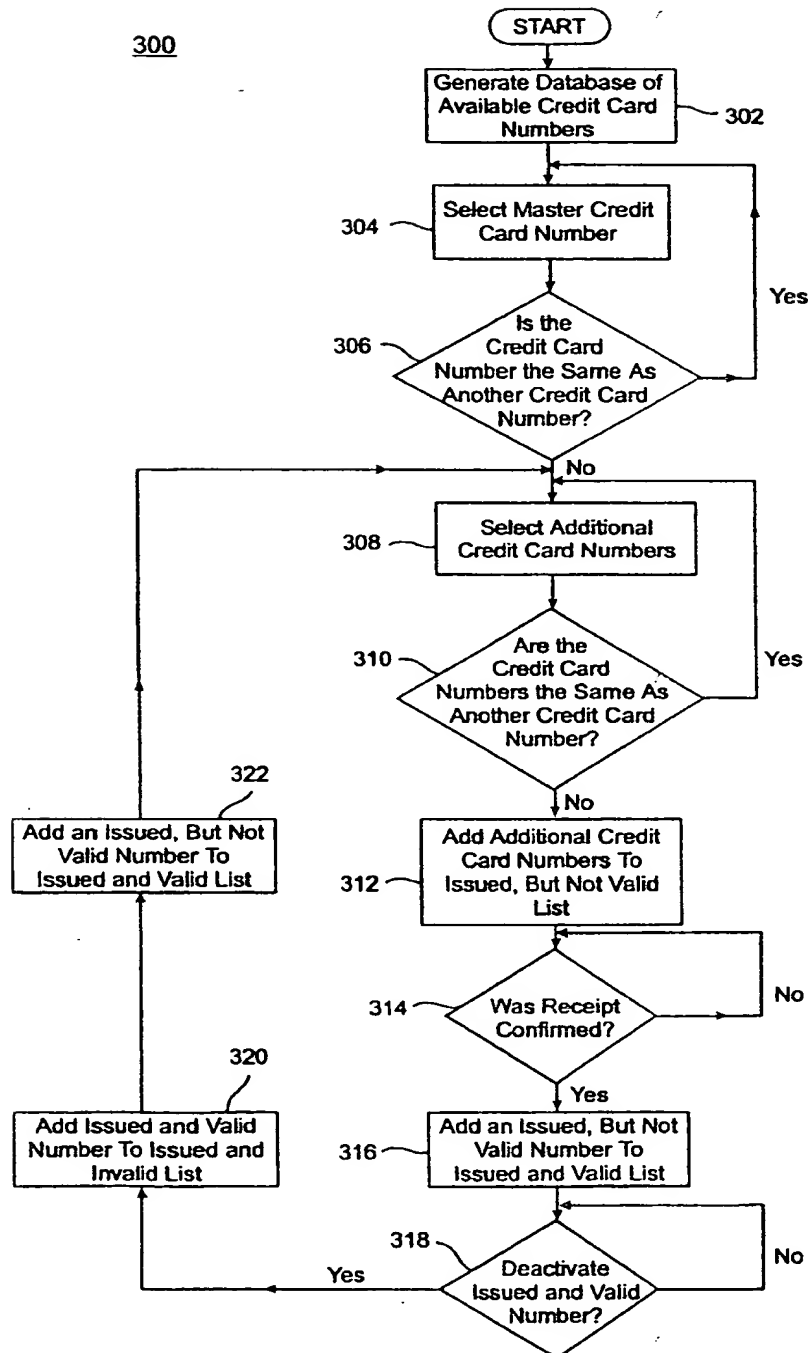 300
START
Generate Database of
Available Credit Card
Numbers
302
304
Select Master Credit
Card Number
Yes
306
Is the
Credit Card
Number the Same As
Another Credit Card
Number?
No
308
Select Additional
Credit Card Numbers
310
Are the
Credit Card
Numbers the Same As
Another Credit Card
Number?
Yes
No
322
Add an Issued, But Not
Valid Number To
Issued and Valid List
312
Add Additional Credit
Card Numbers To
Issued, But Not Valid
List
314
Was Receipt
Confirmed?
No
Yes
320
Add Issued and Valid
Number To Issued and
Invalid List
316
Add an Issued, But Not
Valid Number To
Issued and Valid List
318
Deactivate
Issued and Valid
Number?
No
Yes